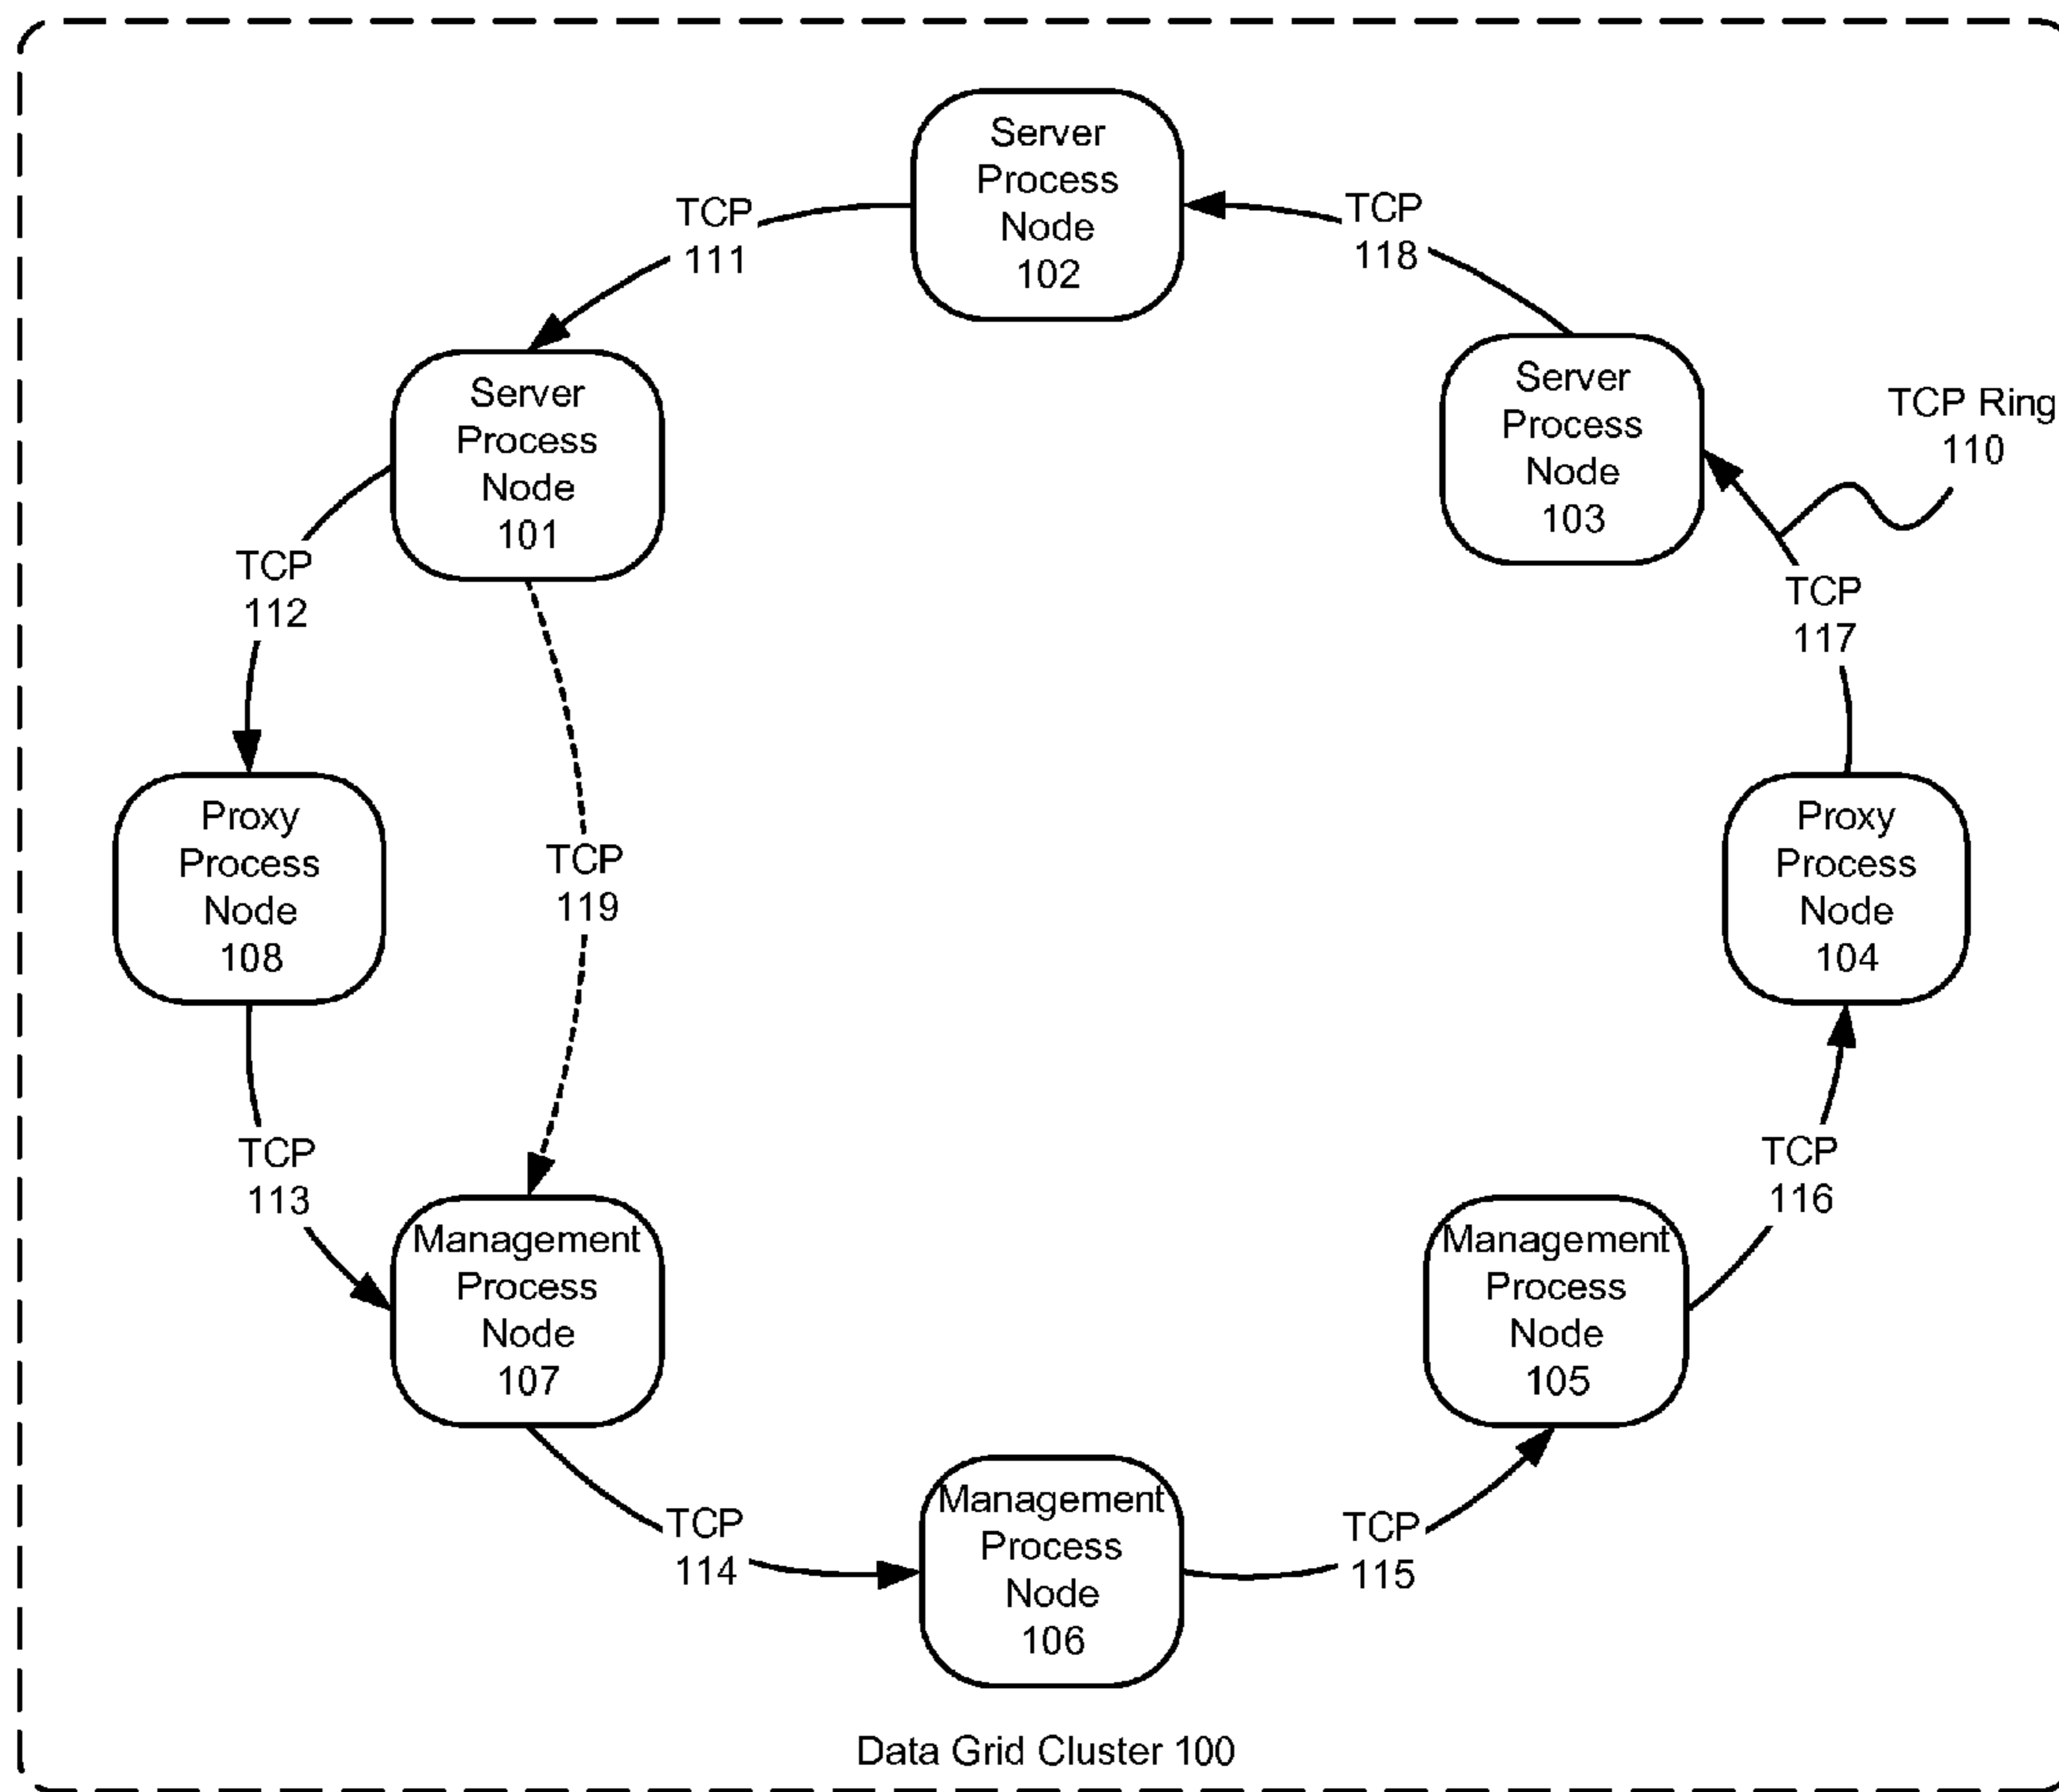 Server
Process
Node
102
TCP
111
TCP
118
Server
Process
Node
101
Server
Process
Node
103
TCP Ring
110
TCP
112
TCP
117
Proxy
Process
Node
108
TCP
119
Proxy
Process
Node
104
TCP
113
TCP
116
Management
Process
Node
107
Management
Process
Node
105
TCP
114
Management
Process
Node
106
TCP
115
Data Grid Cluster 100